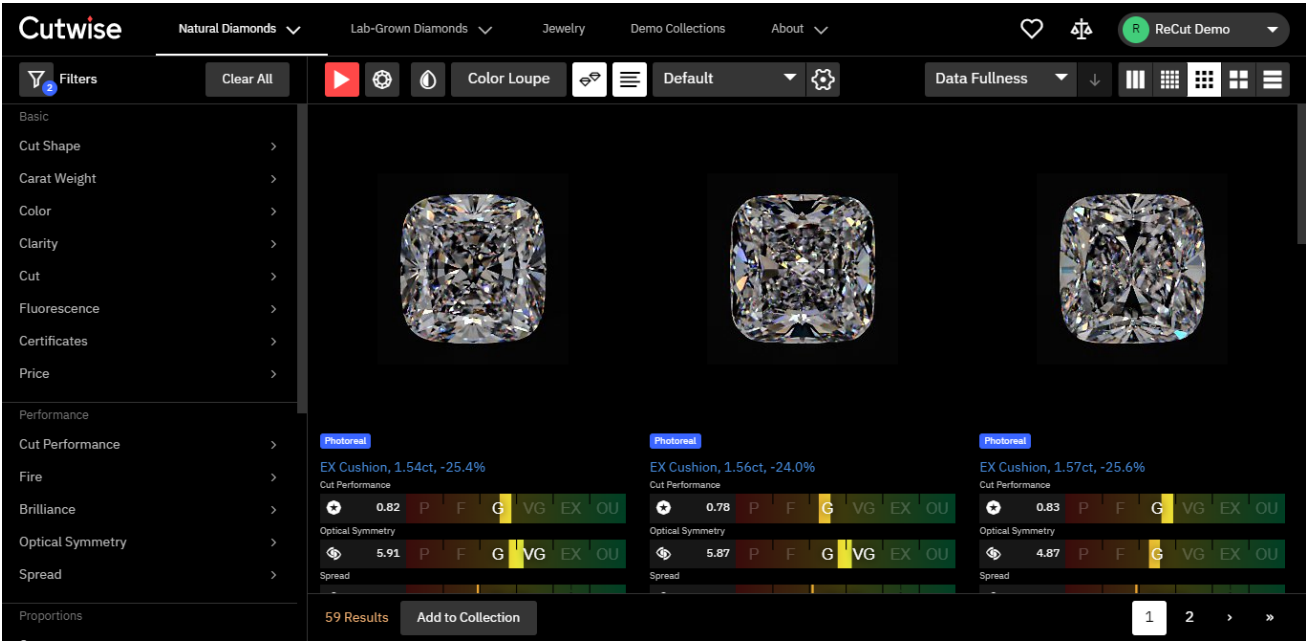 Cutwise
Natural Diamonds
Lab-Grown Diamonds
Jewelry
Demo Collections
About
R
ReCut Demo
2
Filters
Clear All
Color Loupe
Default
Data Fullness
Basic
Cut Shape
Carat Weight
Color
Clarity
Cut
Fluorescence
Certificates
Price
Performance
Cut Performance
Fire
Brilliance
Optical Symmetry
Spread
Proportions
Photoreal
EX Cushion, 1.54ct, -25.4%
Cut Performance
0.82 P F G VG EX OU
Optical Symmetry
5.91 P F G VG EX OU
Spread
Photoreal
EX Cushion, 1.56ct, -24.0%
Cut Performance
0.78 P F G VG EX OU
Optical Symmetry
5.87 P F G VG EX OU
Spread
Photoreal
EX Cushion, 1.57ct, -25.6%
Cut Performance
0.83 P F G VG EX OU
Optical Symmetry
4.87 P F G VG EX OU
Spread
59 Results
Add to Collection
1 2 › »